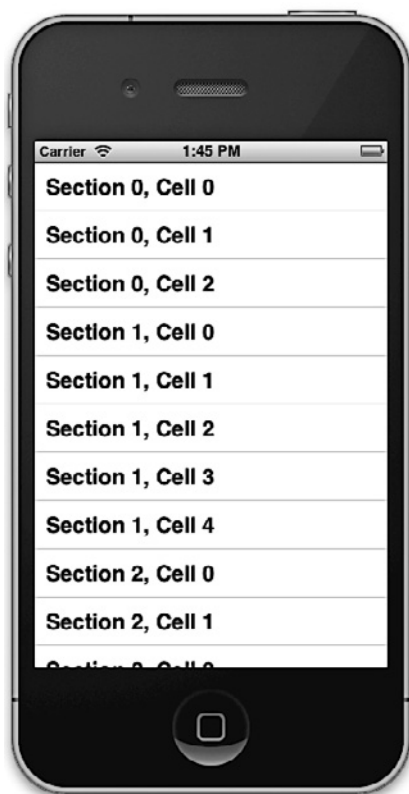 Carrier 1:45 PM
Section 0, Cell 0
Section 0, Cell 1
Section 0, Cell 2
Section 1, Cell 0
Section 1, Cell 1
Section 1, Cell 2
Section 1, Cell 3
Section 1, Cell 4
Section 2, Cell 0
Section 2, Cell 1